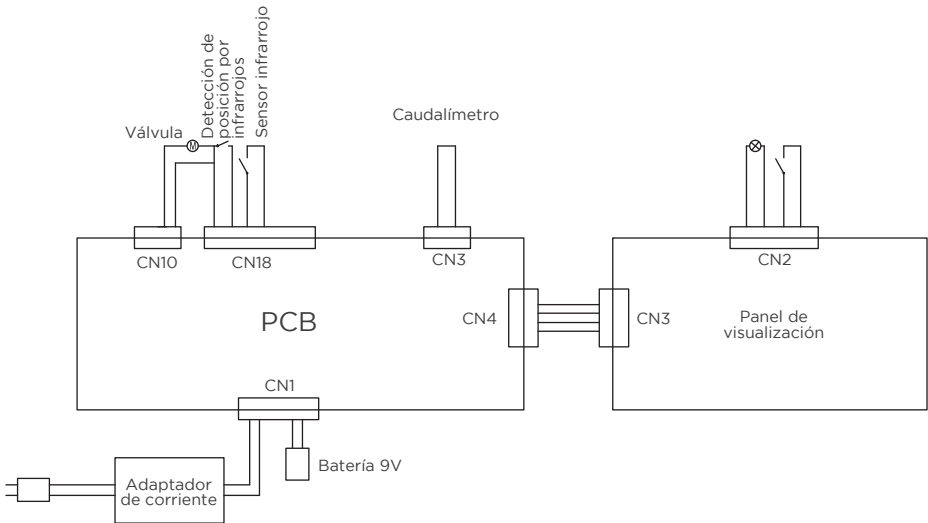 Detección de
posición por
infrarrojos
Sensor infrarrojo
Válvula
M
Caudalímetro
CN10
CN18
CN3
CN2
PCB
CN4
CN3
Panel de
visualización
CN1
Batería 9V
Adaptador
de corriente